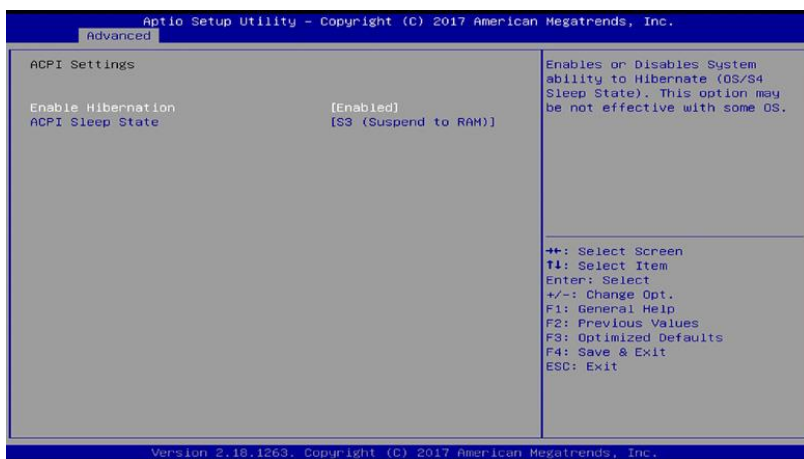 Aptio Setup Utility – Copyright (C) 2017 American Megatrends, Inc.
Advanced
ACPI Settings
Enable Hibernation [Enabled]
ACPI Sleep State [S3 (Suspend to RAM)]
Enables or Disables System
ability to Hibernate (OS/S4
Sleep State). This option may
be not effective with some OS.
→←: Select Screen
↑↓: Select Item
Enter: Select
+/-: Change Opt.
F1: General Help
F2: Previous Values
F3: Optimized Defaults
F4: Save & Exit
ESC: Exit
Version 2.18.1263. Copyright (C) 2017 American Megatrends, Inc.